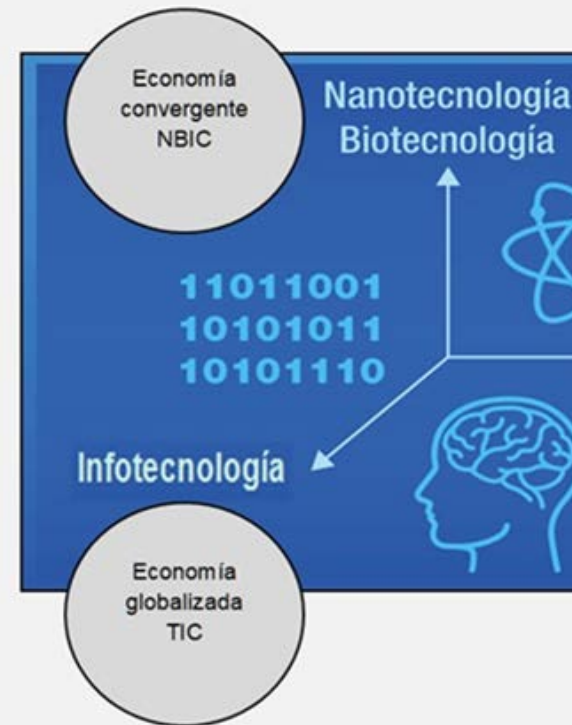 Economía
convergente
NBIC
Nanotecnología
Biotecnología
11011001
10101011
10101110
Infotecnología
Economía
globalizada
TIC